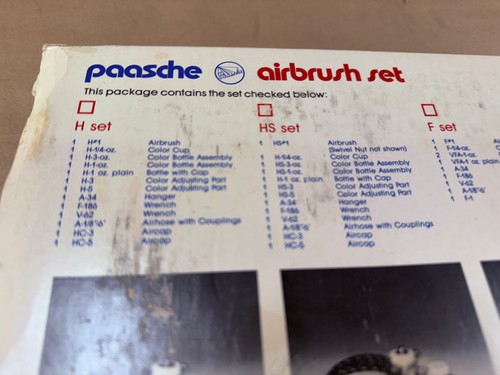 paasche airbrush set
This package contains the set checked below:
H set
1 H#1 Airbrush
1 H-1/4-oz. Color Cup
1 H-3-oz. Color Bottle Assembly
1 H-1-oz. Color Bottle Assembly
1 H-1 oz. plain Bottle with Cap
1 H-3 Color Adjusting Part
1 H-5 Color Adjusting Part
1 A-34 Hanger
1 F-186 Wrench
1 V-62 Wrench
1 A-1/8"6' Airhose with Couplings
1 HC-3 Aircap
1 HC-5 Aircap
HS set
1 HS#1 Airbrush
(Swivel Nut not shown)
1 H-1/4-oz. Color Cup
1 HS-3-oz. Color Bottle Assembly
1 HS-1-oz. Color Bottle Assembly
1 H-1 oz. plain Bottle with Cap
1 HS-3 Color Adjusting Part
1 HS-5 Color Adjusting Part
1 A-34 Hanger
1 F-186 Wrench
1 V-62 Wrench
1 A-1/8"6' Airhose with Couplings
1 HC-3 Aircap
1 HC-5 Aircap
F set
1 F#1
1 F-1/4-oz.
2 VFA-1-oz.
1 VFA-1 oz. plain
1 A-34
1 F-186
1 V-62
1 A-1/8"6'
1 F-1